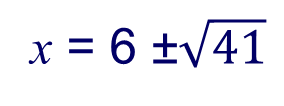 x = 6 ±√41